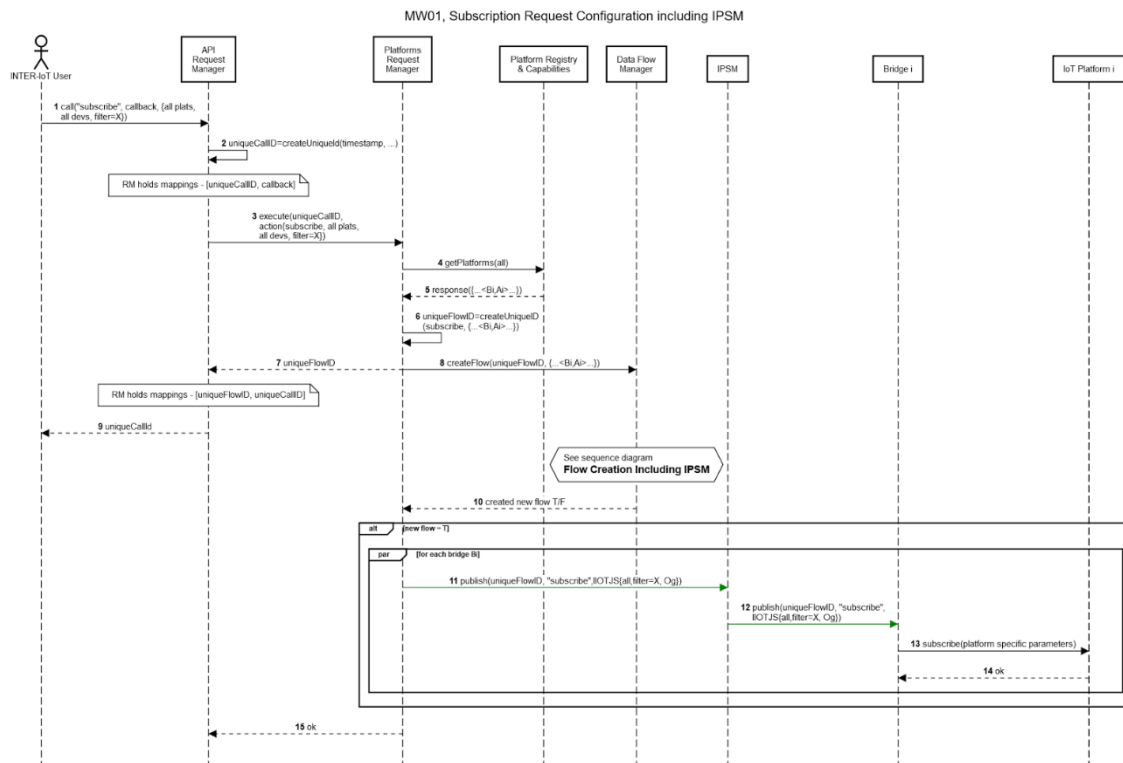 MW01, Subscription Request Configuration including IPSM
INTER-IoT User
API
Request
Manager
Platforms
Request
Manager
Platform Registry
& Capabilities
Data Flow
Manager
IPSM
Bridge i
IoT Platform i
1 call("subscribe", callback, {all plats,
all devs, filter=X})
2 uniqueCallID=createUniqueId(timestamp, ...)
RM holds mappings - [uniqueCallID, callback]
3 execute(uniqueCallID,
action{subscribe, all plats,
all devs, filter=X})
4 getPlatforms(all)
5 response({...<Bi,Ai>...})
6 uniqueFlowID=createUniqueID
(subscribe, {...<Bi,Ai>...})
7 uniqueFlowID
8 createFlow(uniqueFlowID, {...<Bi,Ai>...})
RM holds mappings - [uniqueFlowID, uniqueCallID]
9 uniqueCallId
See sequence diagram
Flow Creation Including IPSM
10 created new flow T/F
alt [new flow = T]
par [for each bridge Bi]
11 publish(uniqueFlowID, "subscribe",IIOTJS{all,filter=X, Og})
12 publish(uniqueFlowID, "subscribe",
IIOTJS{all,filter=X, Og})
13 subscribe(platform specific parameters)
14 ok
15 ok